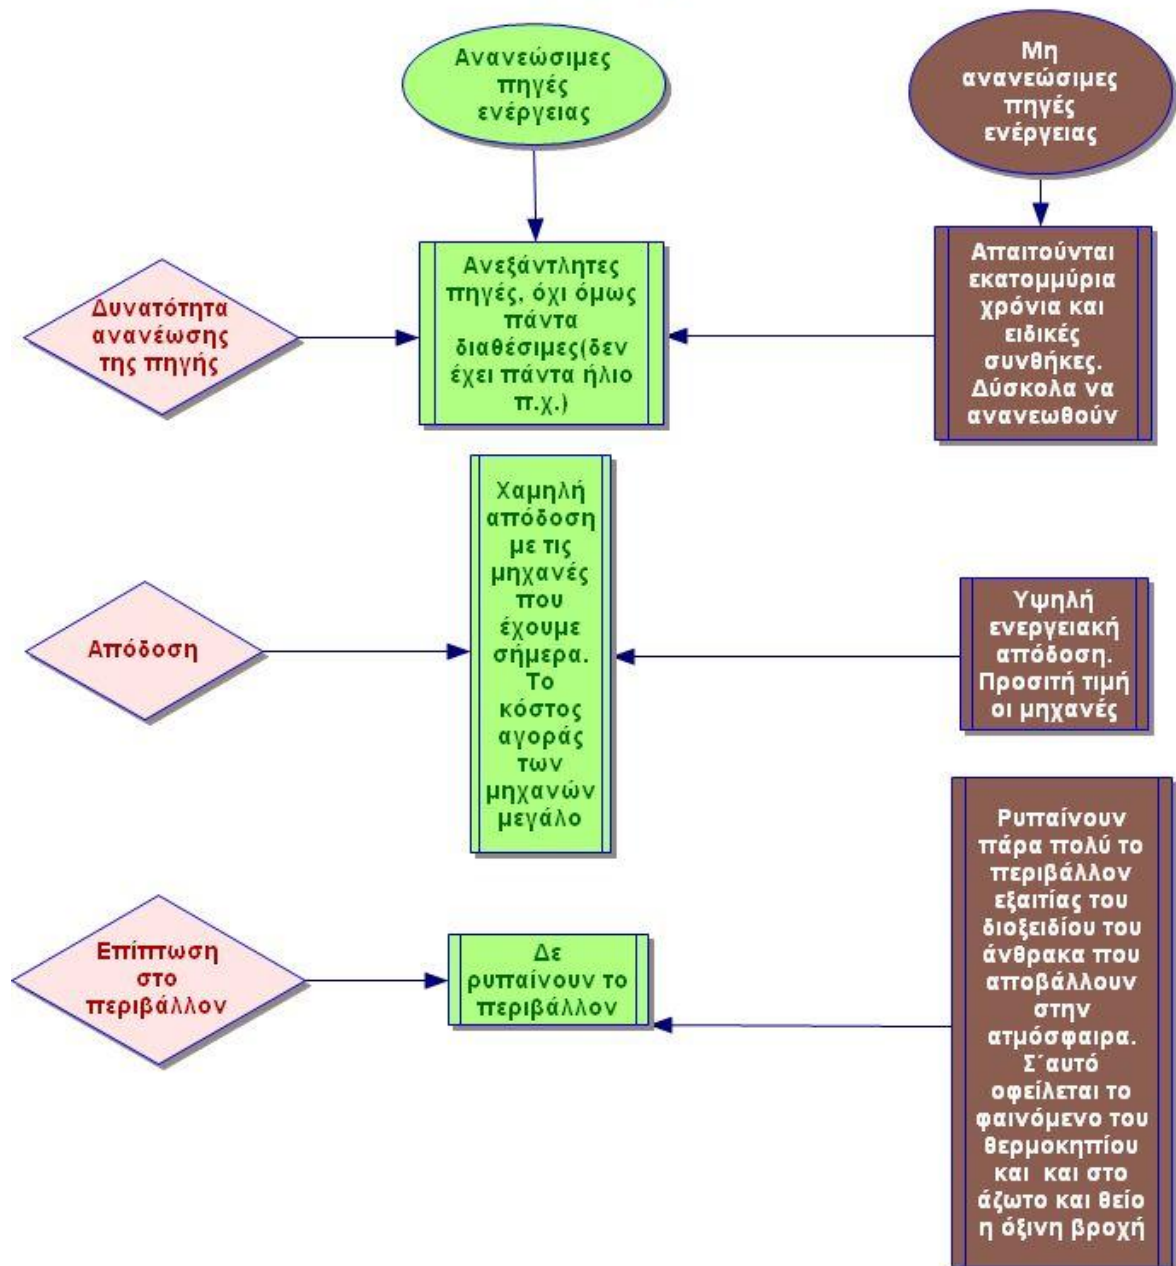 Ανανεώσιμες
πηγές
ενέργειας
Μη
ανανεώσιμες
πηγές
ενέργειας
Δυνατότητα
ανανέωσης
της πηγής
Ανεξάντλητες
πηγές, όχι όμως
πάντα
διαθέσιμες(δεν
έχει πάντα ήλιο
π.χ.)
Απαιτούνται
εκατομμύρια
χρόνια και
ειδικές
συνθήκες.
Δύσκολα να
ανανεωθούν
Απόδοση
Χαμηλή
απόδοση
με τις
μηχανές
που
έχουμε
σήμερα.
Το
κόστος
αγοράς
των
μηχανών
μεγάλο
Υψηλή
ενεργειακή
απόδοση.
Προσιτή τιμή
οι μηχανές
Επίπτωση
στο
περιβάλλον
Δε
ρυπαίνουν το
περιβάλλον
Ρυπαίνουν
πάρα πολύ το
περιβάλλον
εξαιτίας του
διοξειδίου του
άνθρακα που
αποβάλλουν
στην
ατμόσφαιρα.
Σ΄αυτό
οφείλεται το
φαινόμενο του
θερμοκηπίου
και  και στο
άζωτο και θείο
η όξινη βροχή